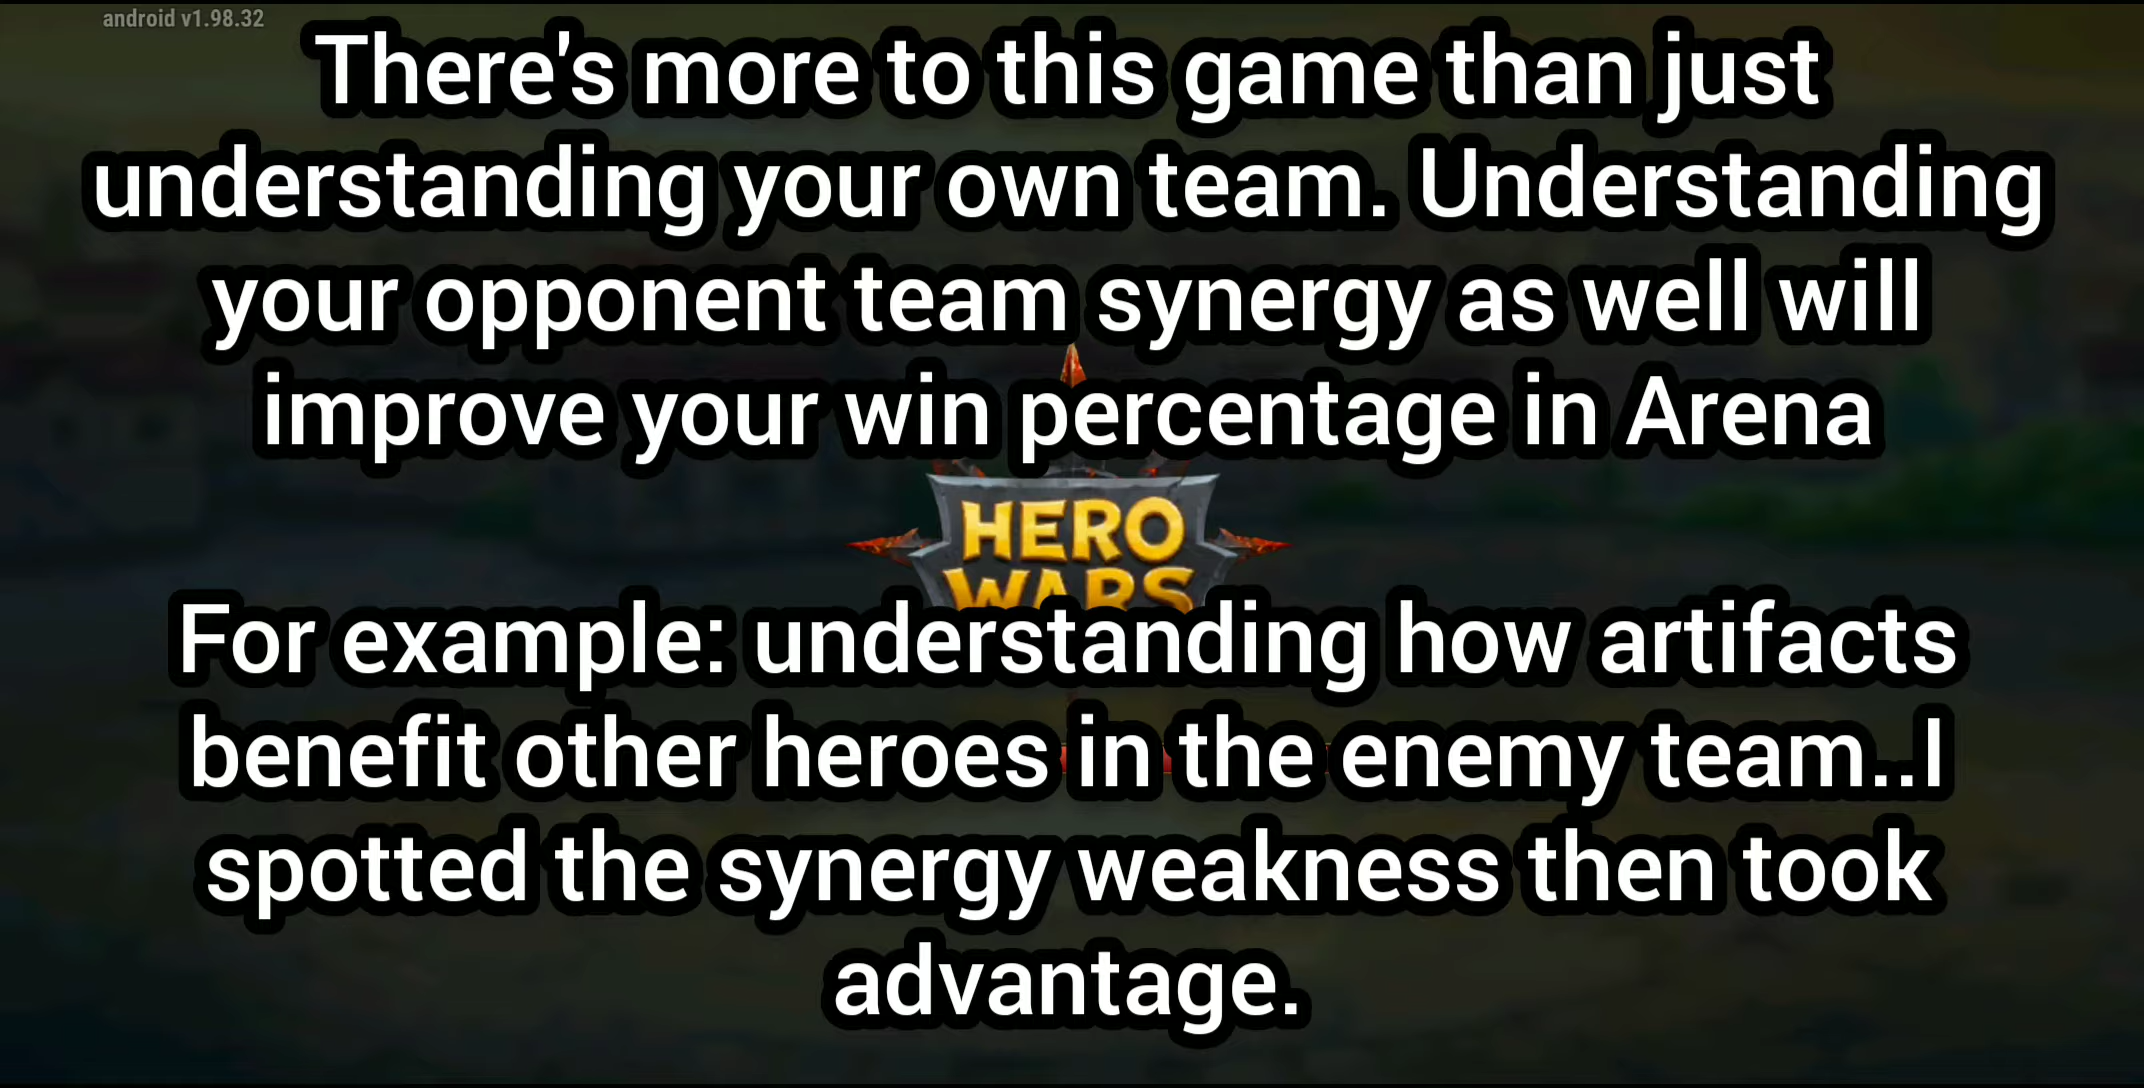 android v1.98.32
There's more to this game than just
understanding your own team. Understanding
your opponent team synergy as well will
improve your win percentage in Arena
HERO
WARS
For example: understanding how artifacts
benefit other heroes in the enemy team..I
spotted the synergy weakness then took
advantage.